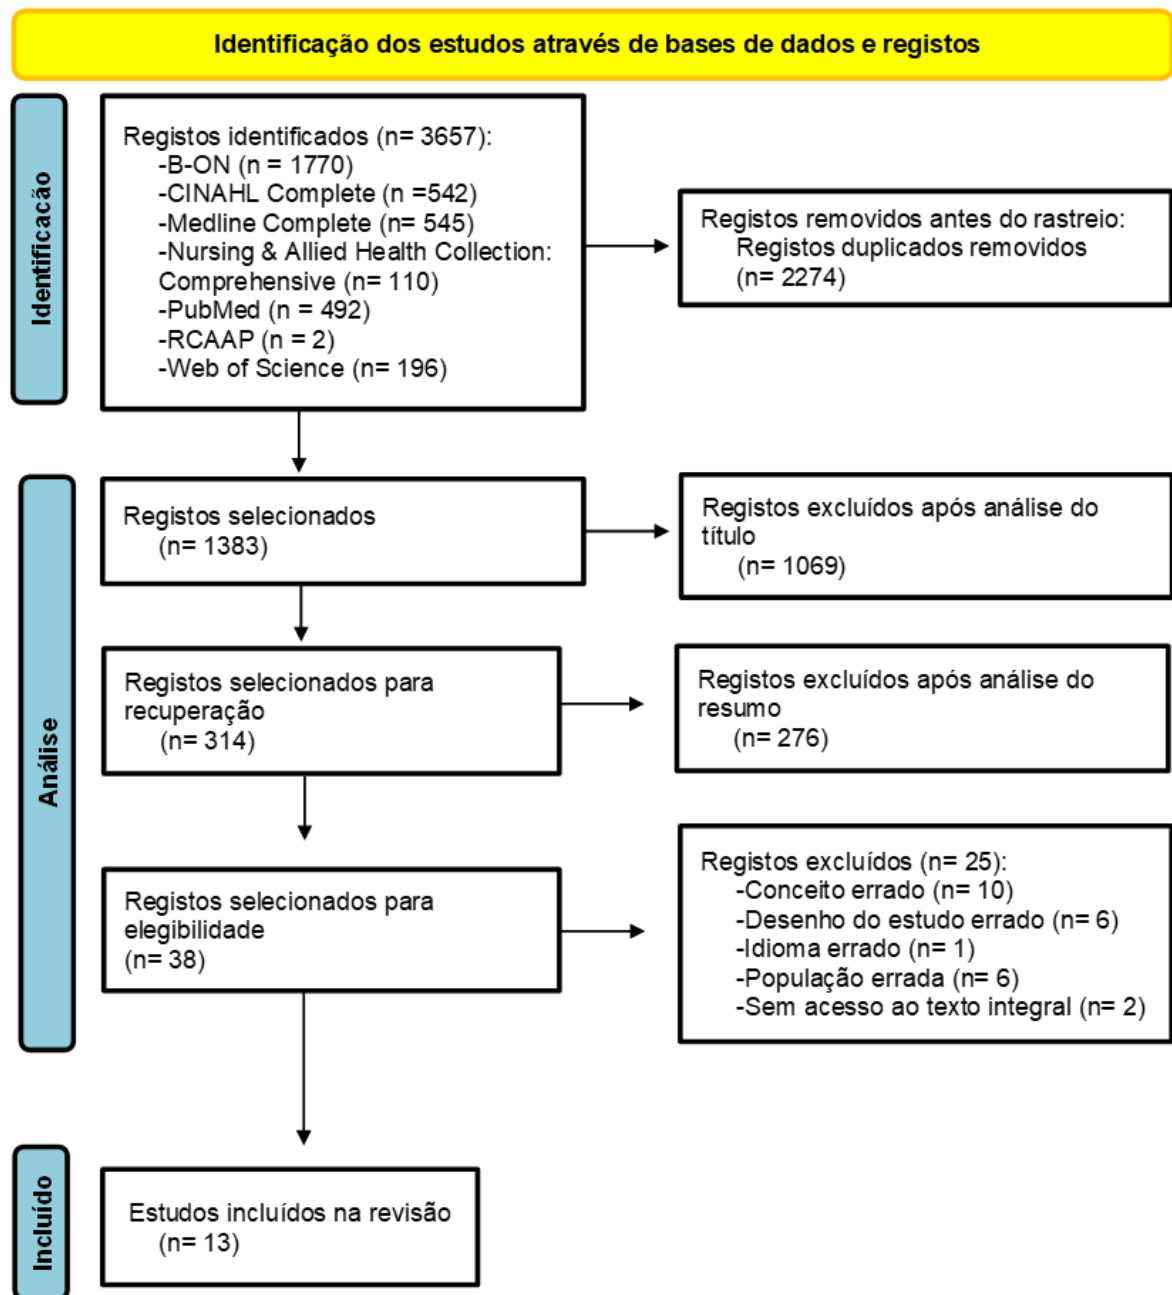 Identificação dos estudos através de bases de dados e registos
Identificação
Registos identificados (n= 3657):
-B-ON (n = 1770)
-CINAHL Complete (n =542)
-Medline Complete (n= 545)
-Nursing & Allied Health Collection:
Comprehensive (n= 110)
-PubMed (n = 492)
-RCAAP (n = 2)
-Web of Science (n= 196)
Registos removidos antes do rastreio:
Registos duplicados removidos
(n= 2274)
Análise
Registos selecionados
(n= 1383)
Registos excluídos após análise do
título
(n= 1069)
Registos selecionados para
recuperação
(n= 314)
Registos excluídos após análise do
resumo
(n= 276)
Registos selecionados para
elegibilidade
(n= 38)
Registos excluídos (n= 25):
-Conceito errado (n= 10)
-Desenho do estudo errado (n= 6)
-Idioma errado (n= 1)
-População errada (n= 6)
-Sem acesso ao texto integral (n= 2)
Incluído
Estudos incluídos na revisão
(n= 13)